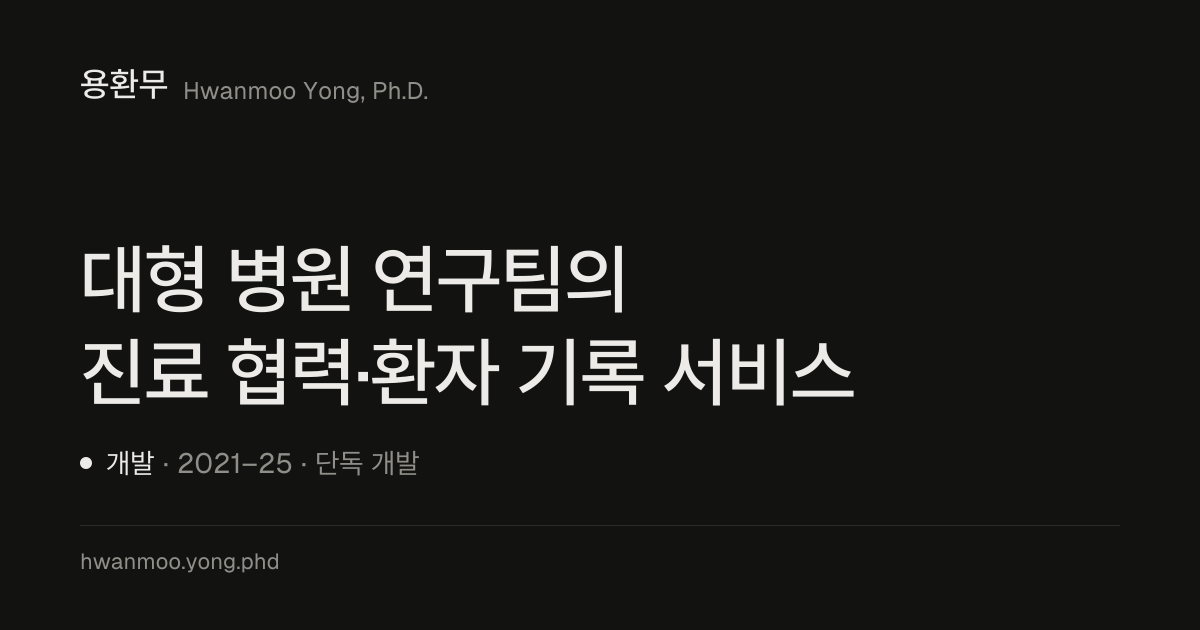 용환무 Hwanmoo Yong, Ph.D.
대형 병원 연구팀의
진료 협력·환자 기록 서비스
개발 · 2021–25 · 단독 개발
hwanmoo.yong.phd